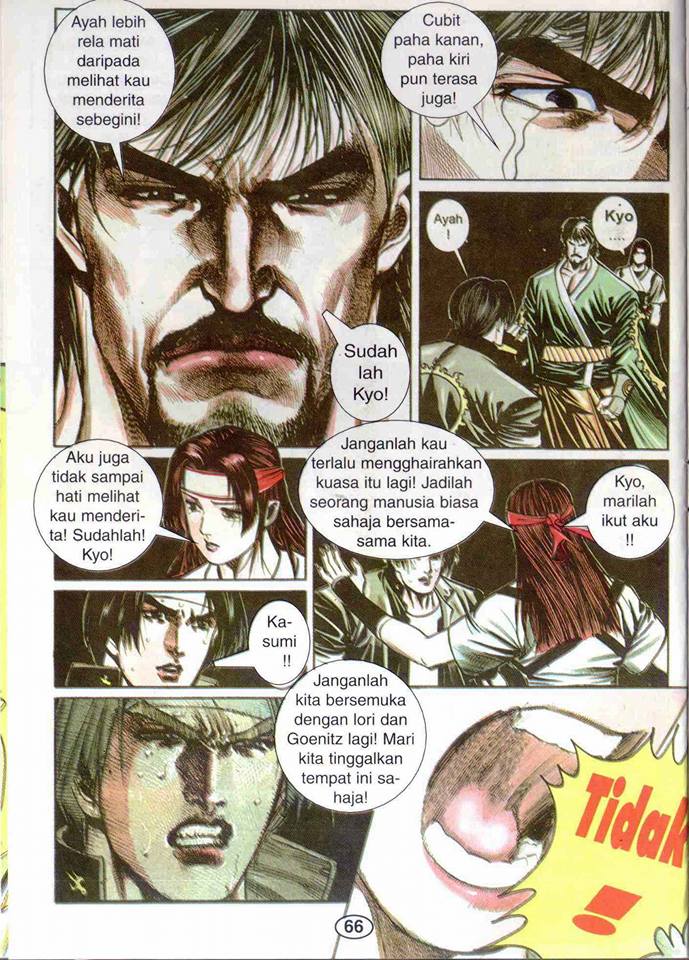 Ayah lebih
rela mati
daripada
melihat kau
menderita
sebegini!
Cubit
paha kanan,
paha kiri
pun terasa
juga!
Sudah
lah
Kyo!
Ayah
!
Kyo
....
Aku juga
tidak sampai
hati melihat
kau menderi-
ta! Sudahlah!
Kyo!
Janganlah kau
terlalu mengghairahkan
kuasa itu lagi! Jadilah
seorang manusia biasa
sahaja bersama-
sama kita.
Kyo,
marilah
ikut aku
!!
Ka-
sumi
!!
Janganlah
kita bersemuka
dengan lori dan
Goenitz lagi! Mari
kita tinggalkan
tempat ini sa-
haja!
Tidak
!
66